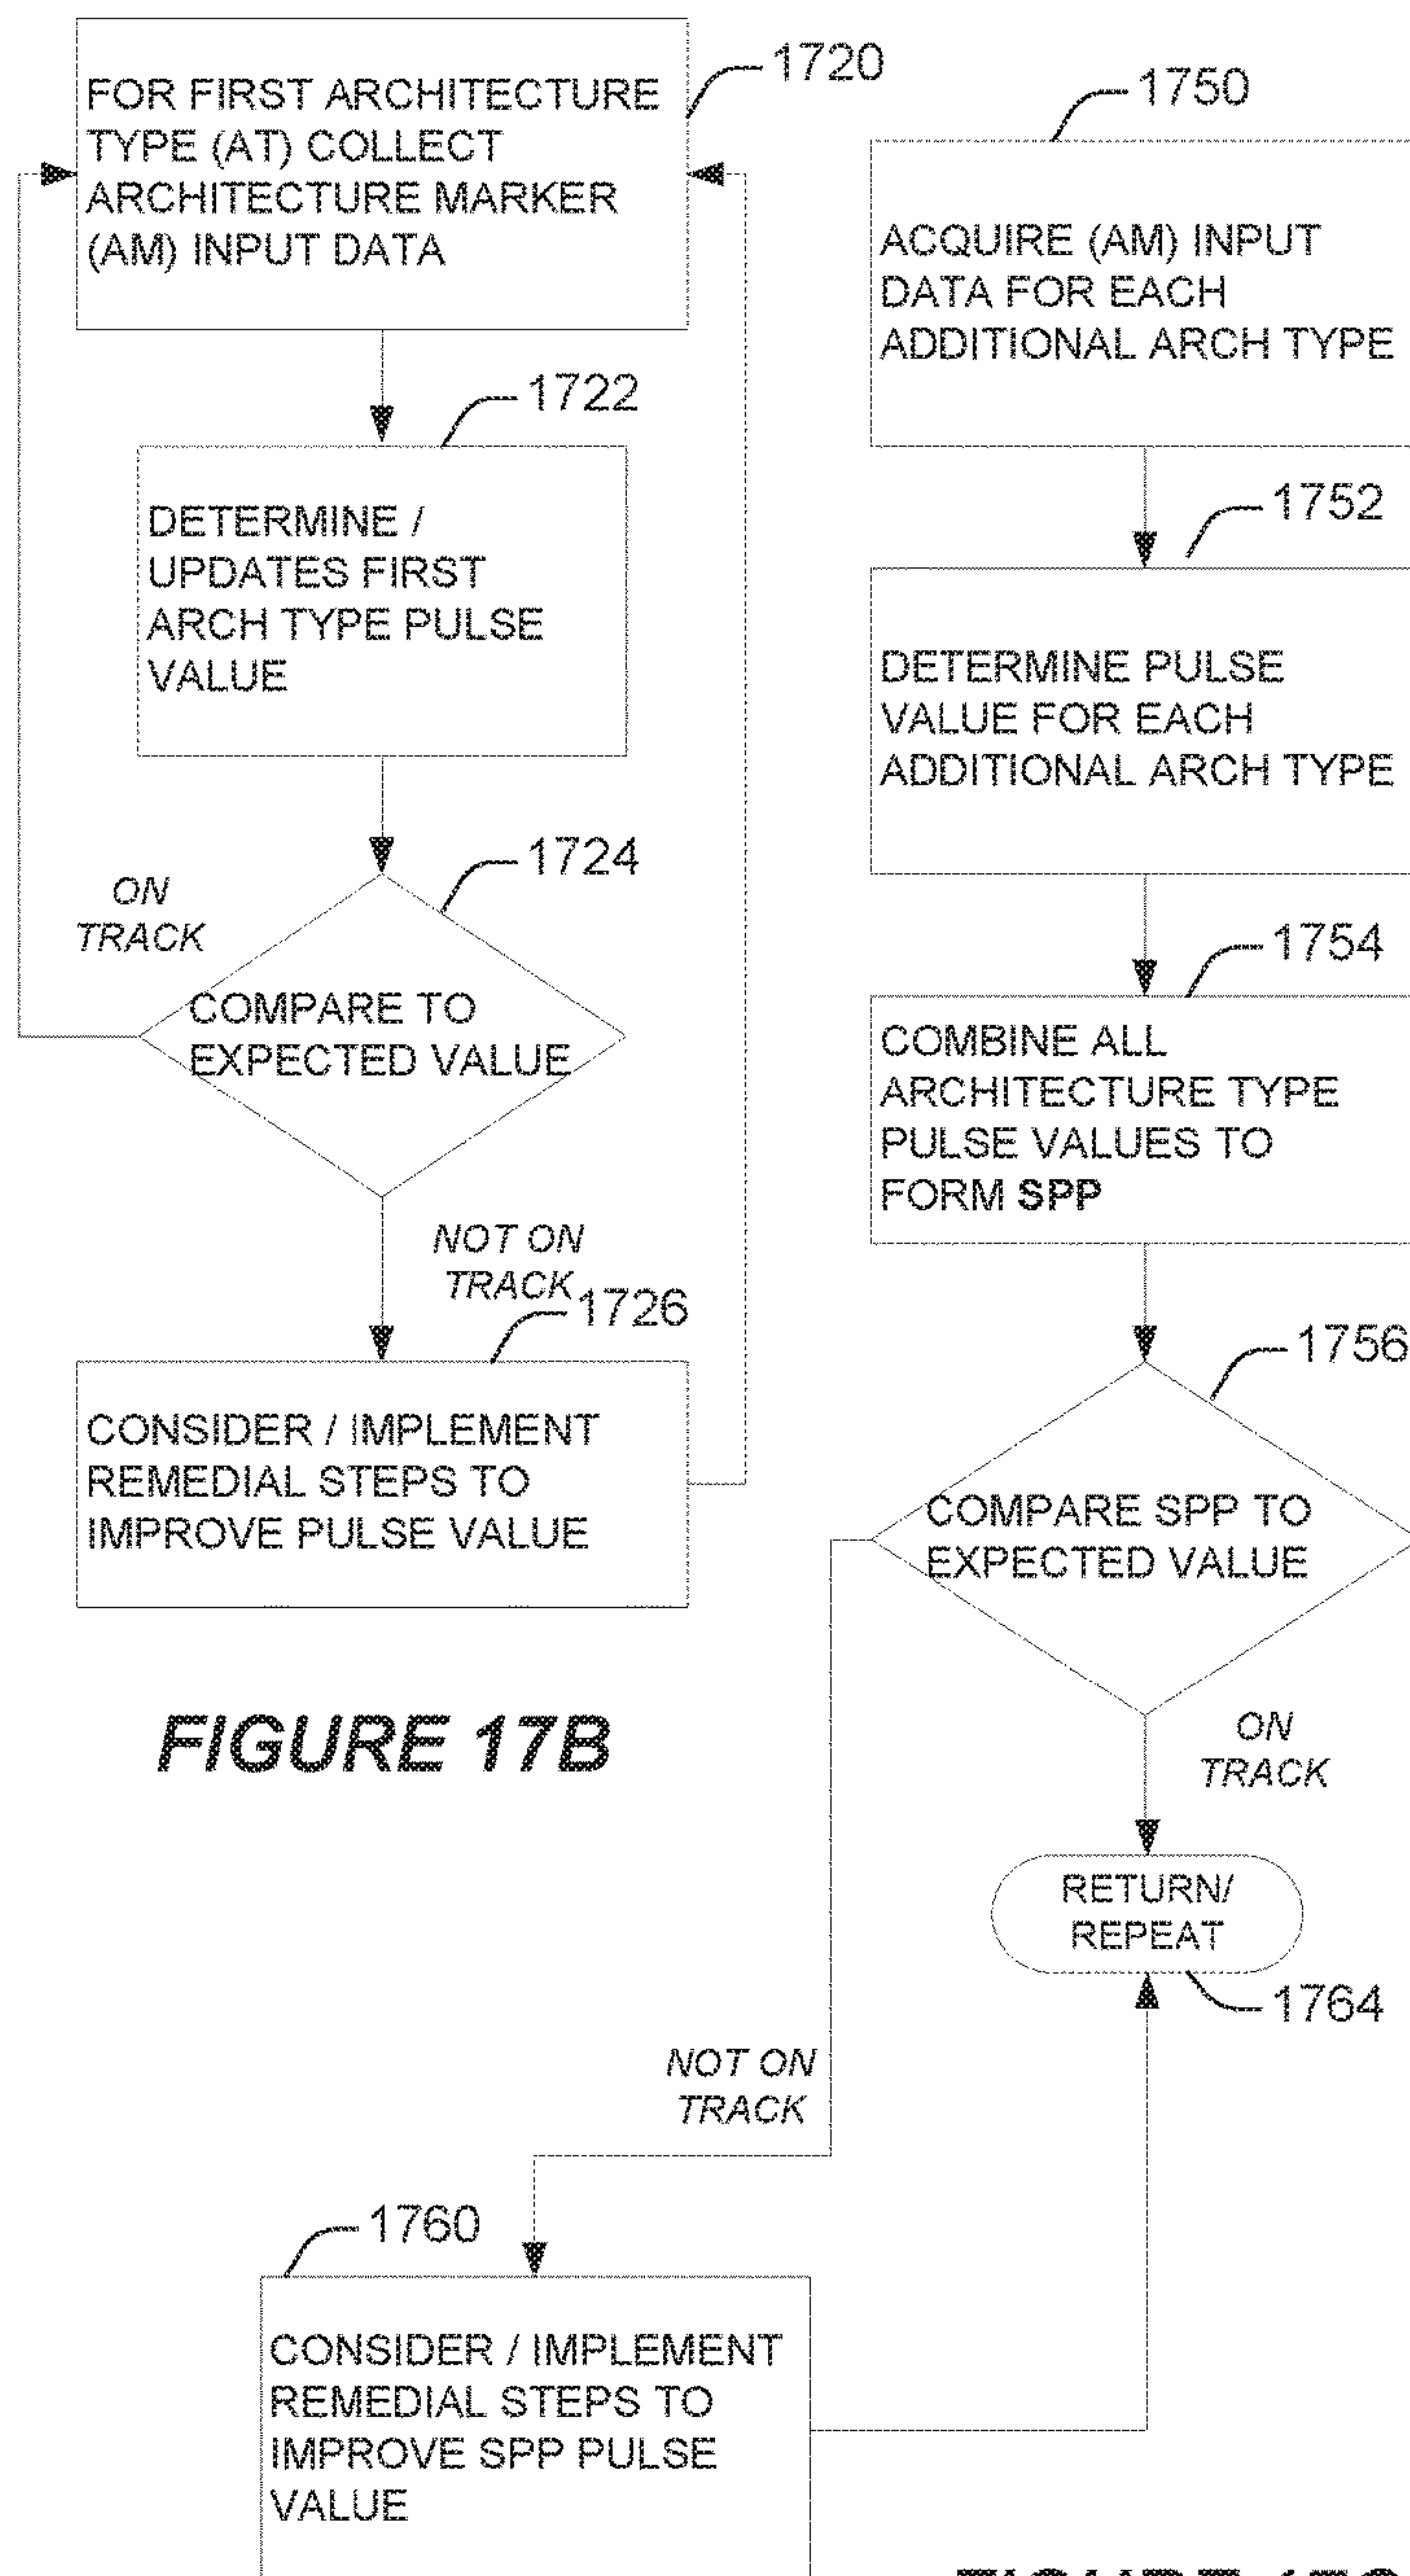 1720
FOR FIRST ARCHITECTURE
TYPE (AT) COLLECT
ARCHITECTURE MARKER
(AM) INPUT DATA
1722
DETERMINE /
UPDATES FIRST
ARCH TYPE PULSE
VALUE
1724
ON
TRACK
COMPARE TO
EXPECTED VALUE
NOT ON
TRACK
1726
CONSIDER / IMPLEMENT
REMEDIAL STEPS TO
IMPROVE PULSE VALUE
FIGURE 17B
1750
ACQUIRE (AM) INPUT
DATA FOR EACH
ADDITIONAL ARCH TYPE
1752
DETERMINE PULSE
VALUE FOR EACH
ADDITIONAL ARCH TYPE
1754
COMBINE ALL
ARCHITECTURE TYPE
PULSE VALUES TO
FORM SPP
1756
COMPARE SPP TO
EXPECTED VALUE
ON
TRACK
RETURN/
REPEAT
1764
NOT ON
TRACK
1760
CONSIDER / IMPLEMENT
REMEDIAL STEPS TO
IMPROVE SPP PULSE
VALUE